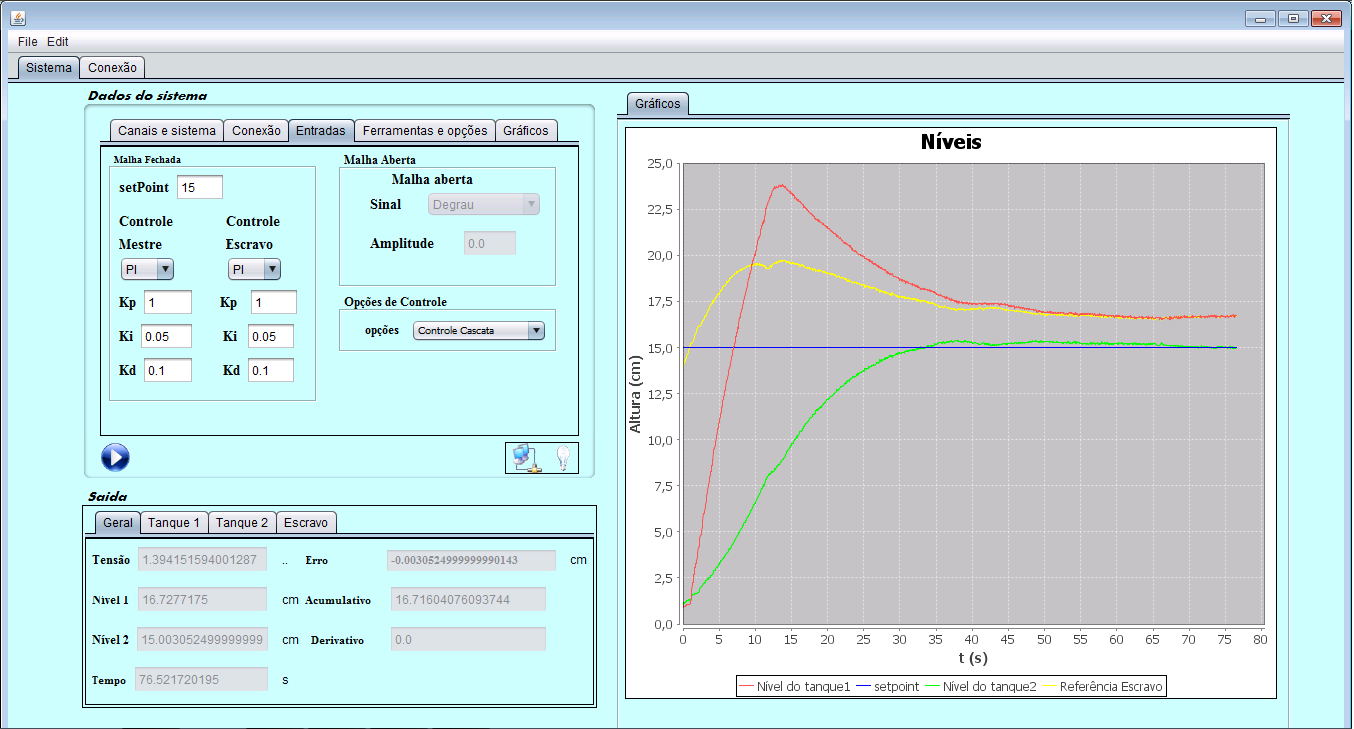 File Edit
Sistema Conexão
Dados do sistema
Canais e sistema Conexão Entradas Ferramentas e opções Gráficos
Malha Fechada
setPoint 15
Controle Controle
Mestre Escravo
PI PI
Kp 1 Kp 1
Ki 0.05 Ki 0.05
Kd 0.1 Kd 0.1
Malha Aberta
Malha aberta
Sinal Degrau
Amplitude 0.0
Opções de Controle
opções Controle Cascata
Saida
Geral Tanque 1 Tanque 2 Escravo
Tensão 1.394151594001287 .. Erro -0.0030524999999990143 cm
Nível 1 16.7277175 cm Acumulativo 16.71604076093744
Nível 2 15.003052499999999 cm Derivativo 0.0
Tempo 76.521720195 s
Gráficos
Níveis
Altura (cm)
25,0
22,5
20,0
17,5
15,0
12,5
10,0
7,5
5,0
2,5
0,0
0 5 10 15 20 25 30 35 40 45 50 55 60 65 70 75 80
t (s)
Nível do tanque1 setpoint Nível do tanque2 Referência Escravo